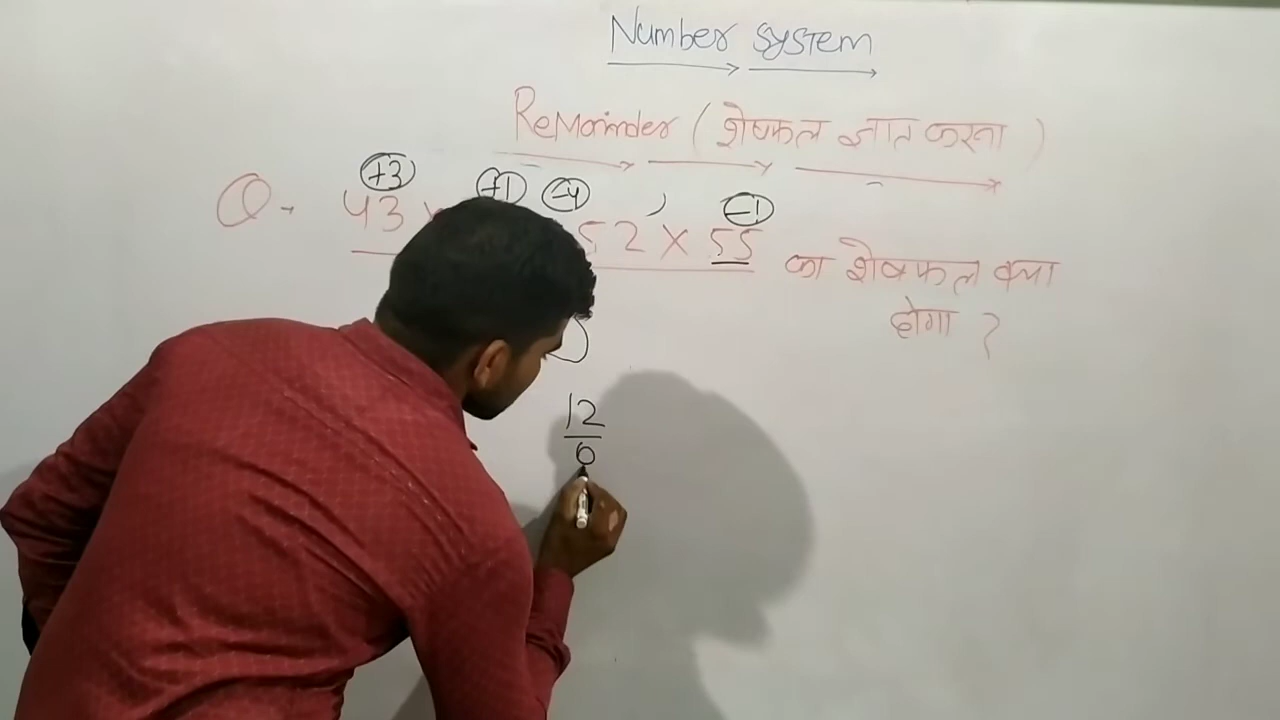 Number system
Remainder (शेषफल ज्ञात करना)
+3 +1 -4 -1
Q. 43 × 52 × 55 का शेषफल क्या
होगा ?
12
6